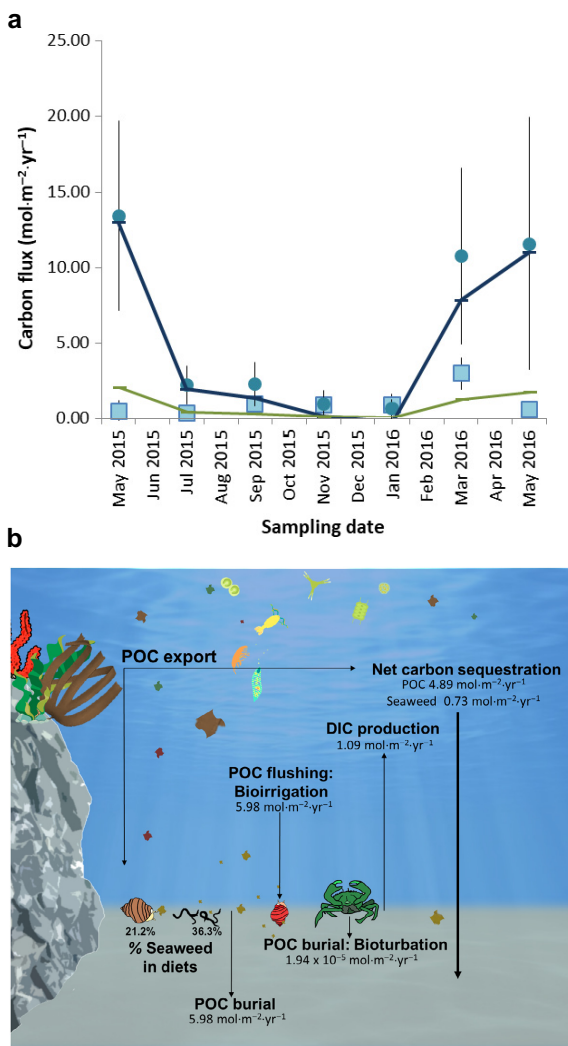 a
Carbon flux (mol·m⁻²·yr⁻¹)
25.00
20.00
15.00
10.00
5.00
0.00
May 2015
Jun 2015
Jul 2015
Aug 2015
Sep 2015
Oct 2015
Nov 2015
Dec 2015
Jan 2016
Feb 2016
Mar 2016
Apr 2016
May 2016
Sampling date
b
POC export
Net carbon sequestration
POC 4.89 mol·m⁻²·yr⁻¹
Seaweed 0.73 mol·m⁻²·yr⁻¹
DIC production
1.09 mol·m⁻²·yr⁻¹
POC flushing:
Bioirrigation
5.98 mol·m⁻²·yr⁻¹
21.2% 36.3%
% Seaweed
in diets
POC burial: Bioturbation
1.94 x 10⁻⁵ mol·m⁻²·yr⁻¹
POC burial
5.98 mol·m⁻²·yr⁻¹